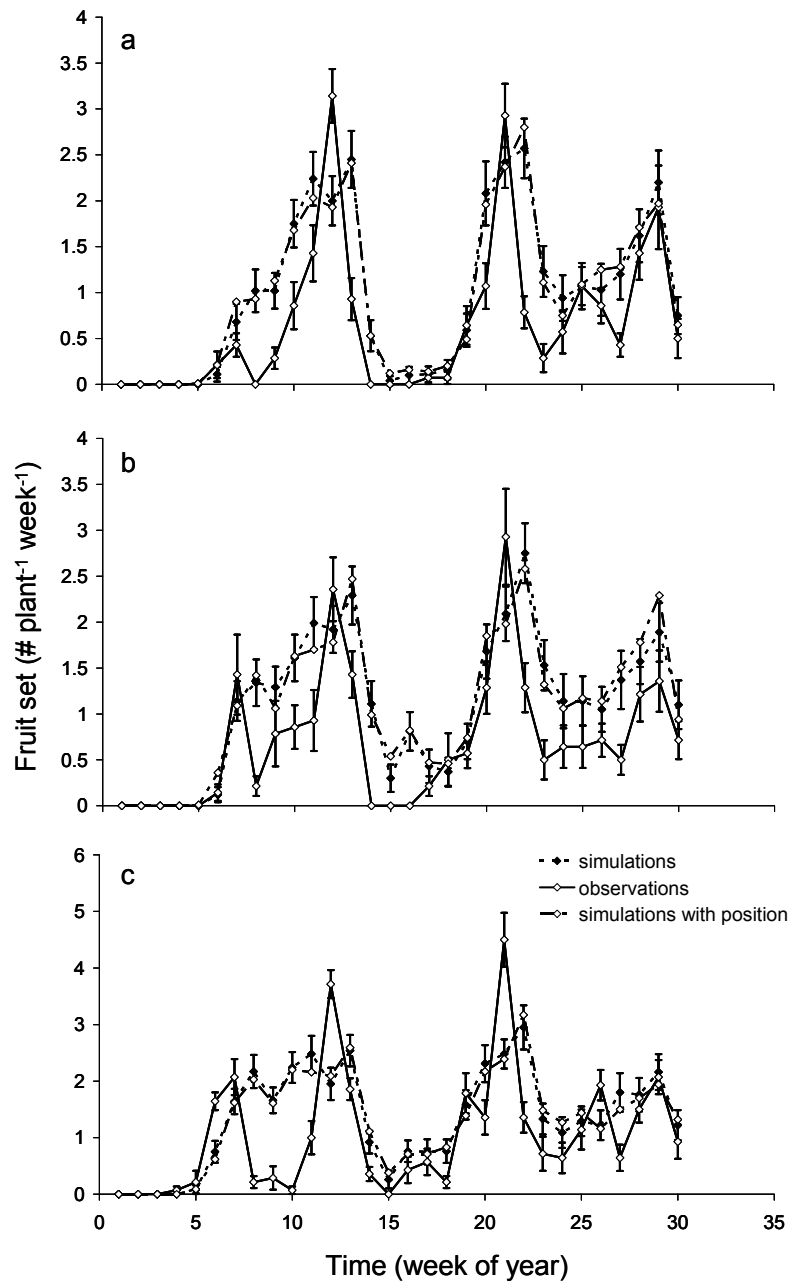 4
a
3.5
3
2.5
2
1.5
1
0.5
0
4
b
3.5
3
2.5
2
1.5
1
0.5
0
Fruit set (# plant⁻¹ week⁻¹)
6
c
5
4
3
2
1
0
simulations
observations
simulations with position
0 5 10 15 20 25 30 35
Time (week of year)